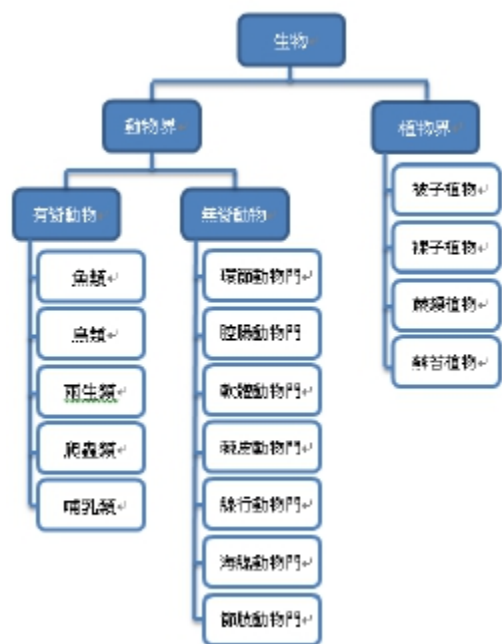 生物
動物界
植物界
有脊動物
無脊動物
魚類
鳥類
兩生類
爬蟲類
哺乳類
環節動物門
腔腸動物門
軟體動物門
棘皮動物門
線行動物門
海綿動物門
節肢動物門
被子植物
裸子植物
蕨類植物
蘚苔植物